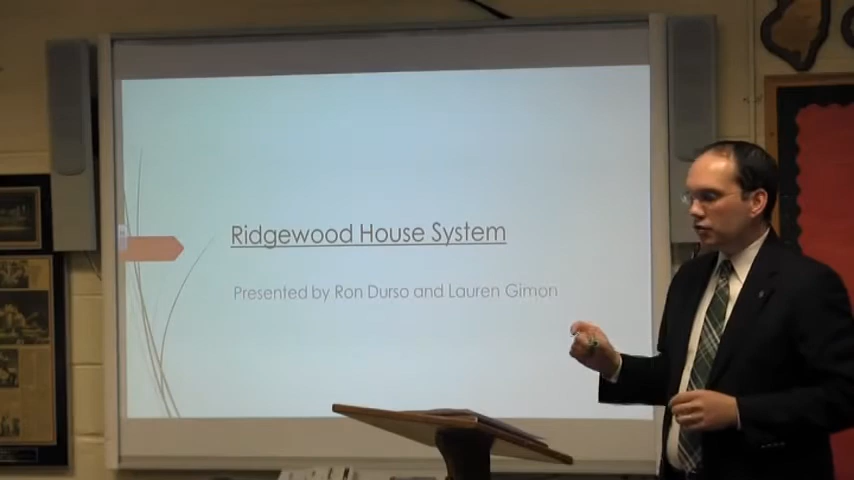 Ridgewood House System
Presented by Ron Durso and Lauren Gimon